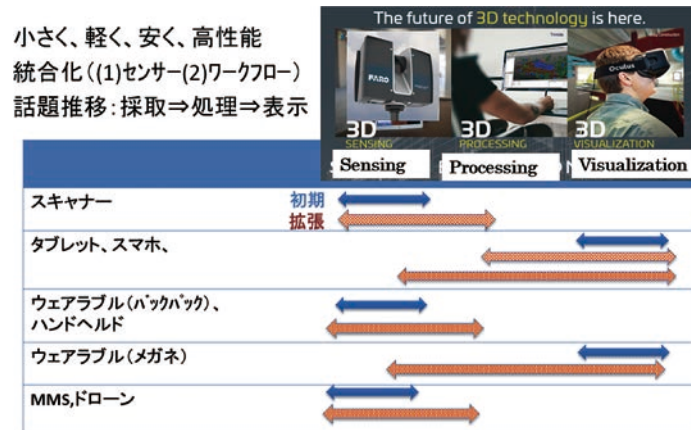 小さく、軽く、安く、高性能
統合化((1)センサー(2)ワークフロー)
話題推移:採取⇒処理⇒表示
The future of 3D technology is here.
FARO
Oculus
3D
SENSING
3D
PROCESSING
3D
VISUALIZATION
Sensing
Processing
Visualization
スキャナー
初期
拡張
タブレット、スマホ、
ウェアラブル(バックパック)、
ハンドヘルド
ウェアラブル(メガネ)
MMS,ドローン